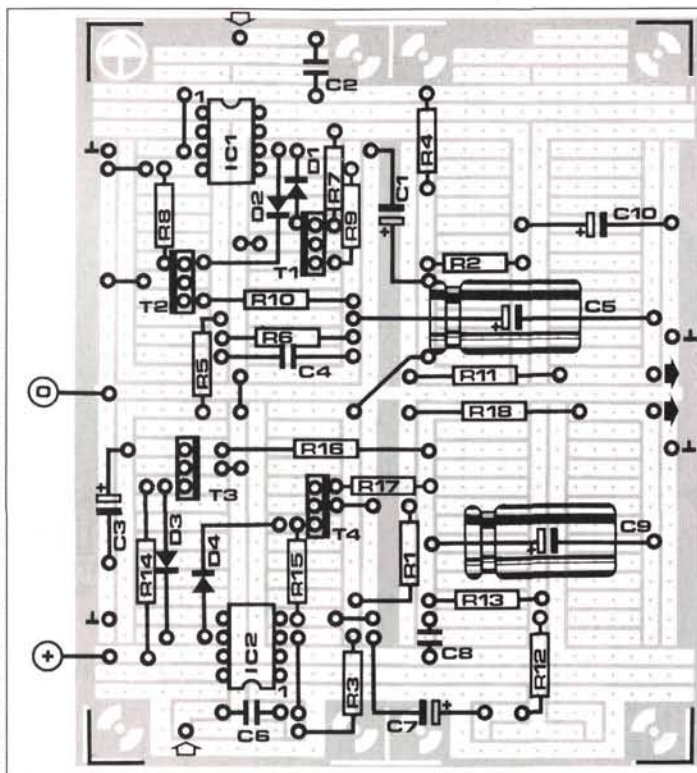 C2
1
IC1
R4
D1
R7
C1
D2
R8
R9
C10
+
T1
R2
T2
R10
C5
+
R6
R5
C4
R11
0
R18
R16
T3
R17
+
C3
D3
T4
C9
+
D4
R14
R15
R1
R13
+
IC2
C8
R12
1
R3
C6
C7
+